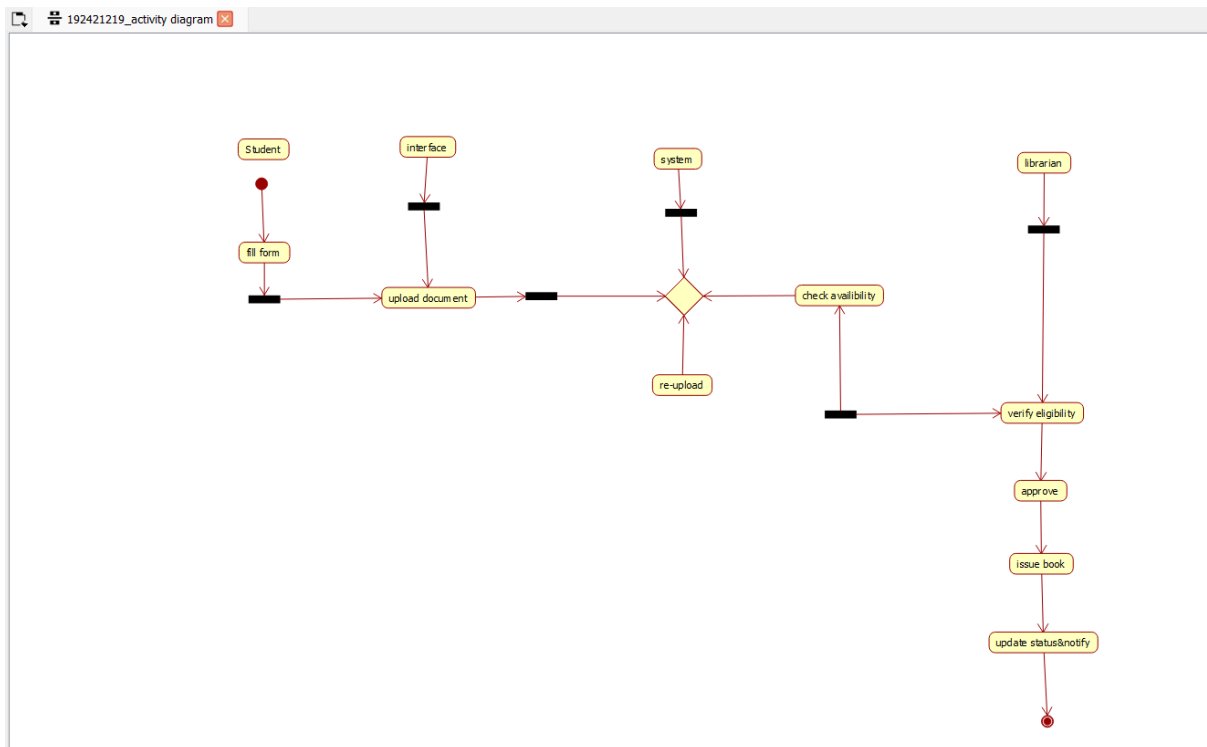 192421219_activity diagram
Student
interface
system
librarian
fill form
upload document
check availibility
re-upload
verify eligibility
approve
issue book
update status&notify